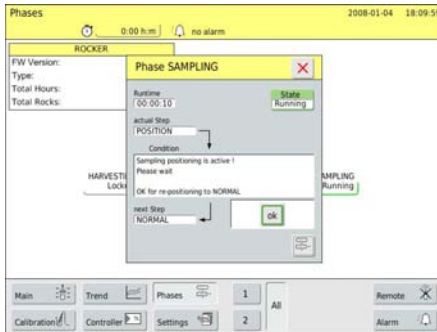 Phases 2008-01-04 18:09:5
0:00 h:m no alarm
ROCKER
FW Version:
Type:
Total Hours:
Total Rocks:
Phase SAMPLING
Runtime
00:00:10
State
Running
actual Step
POSITION
Condition
Sampling positioning is active !
Please wait
OK for re-positioning to NORMAL
next Step
NORMAL
ok
HARVESTI
Locke
AMPLING
Running
Main Trend Phases 1 All Remote
Calibration Controller Settings 2 Alarm